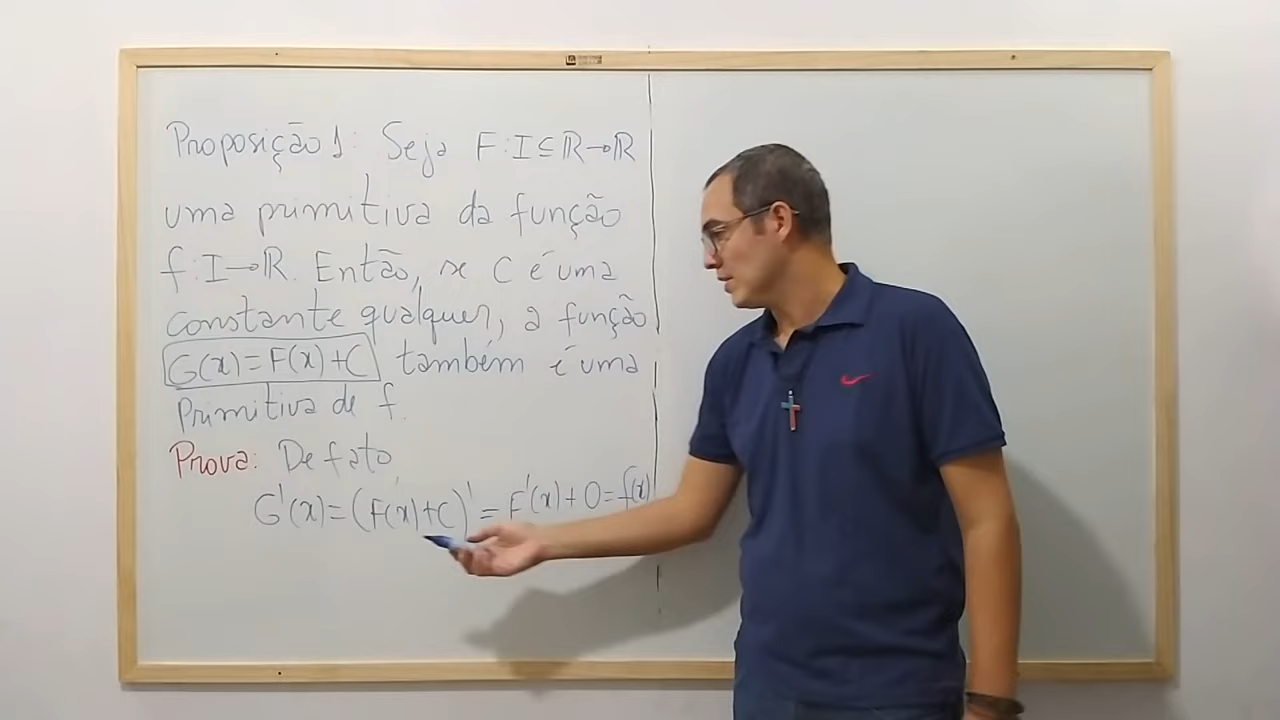 Proposição 1: Seja F: I ⊆ ℝ → ℝ
uma primitiva da função
f: I → ℝ. Então, se C é uma
constante qualquer, a função
G(x) = F(x) + C também é uma
Primitiva de f.
Prova: De fato
G'(x) = (F(x) + C)' = F'(x) + 0 = f(x)